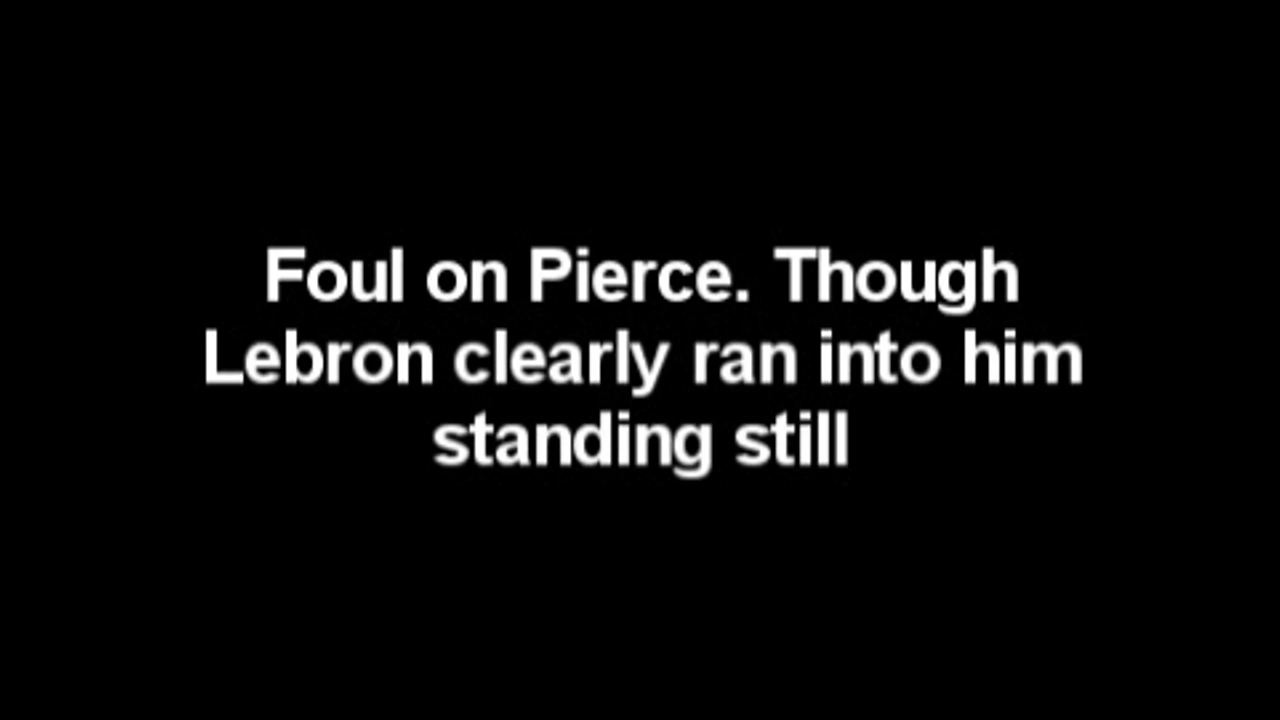 Foul on Pierce. Though
Lebron clearly ran into him
standing still